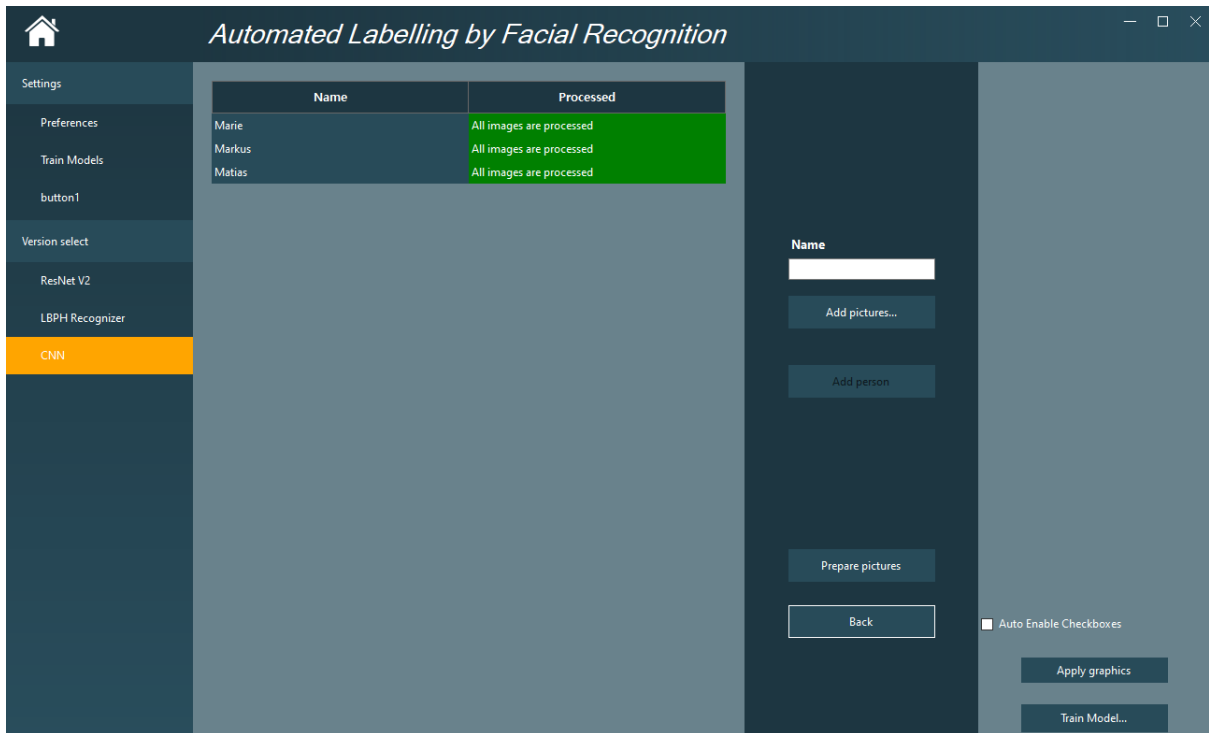 Automated Labelling by Facial Recognition
Settings
Preferences
Train Models
button1
Version select
ResNet V2
LBPH Recognizer
CNN
Name Processed
Marie All images are processed
Markus All images are processed
Matias All images are processed
Name
Add pictures...
Add person
Prepare pictures
Back
Auto Enable Checkboxes
Apply graphics
Train Model...